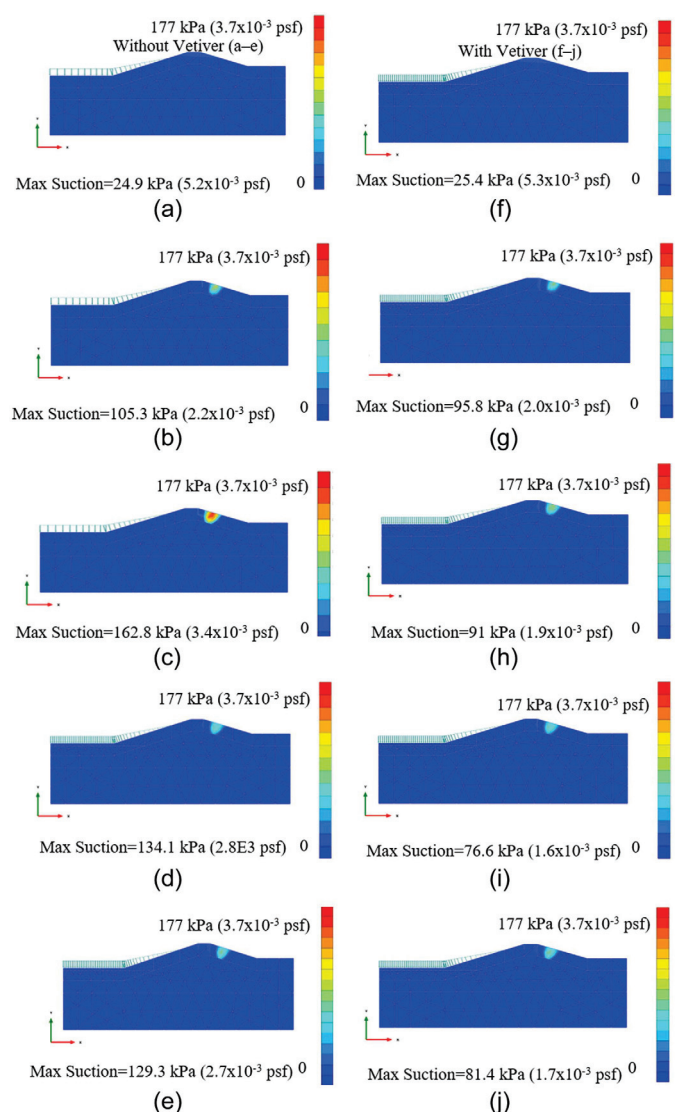 177 kPa (3.7x10⁻³ psf)
Without Vetiver (a–e)
Y
x
Max Suction=24.9 kPa (5.2x10⁻³ psf)
0
(a)
177 kPa (3.7x10⁻³ psf)
With Vetiver (f–j)
Y
x
Max Suction=25.4 kPa (5.3x10⁻³ psf)
0
(f)
177 kPa (3.7x10⁻³ psf)
Y
x
Max Suction=105.3 kPa (2.2x10⁻³ psf)
0
(b)
177 kPa (3.7x10⁻³ psf)
x
Max Suction=95.8 kPa (2.0x10⁻³ psf)
0
(g)
177 kPa (3.7x10⁻³ psf)
Y
x
Max Suction=162.8 kPa (3.4x10⁻³ psf)
0
(c)
177 kPa (3.7x10⁻³ psf)
Y
x
Max Suction=91 kPa (1.9x10⁻³ psf)
0
(h)
177 kPa (3.7x10⁻³ psf)
Y
x
Max Suction=134.1 kPa (2.8E3 psf)
0
(d)
177 kPa (3.7x10⁻³ psf)
Y
x
Max Suction=76.6 kPa (1.6x10⁻³ psf)
0
(i)
177 kPa (3.7x10⁻³ psf)
Y
x
Max Suction=129.3 kPa (2.7x10⁻³ psf)
0
(e)
177 kPa (3.7x10⁻³ psf)
Y
x
Max Suction=81.4 kPa (1.7x10⁻³ psf)
0
(j)